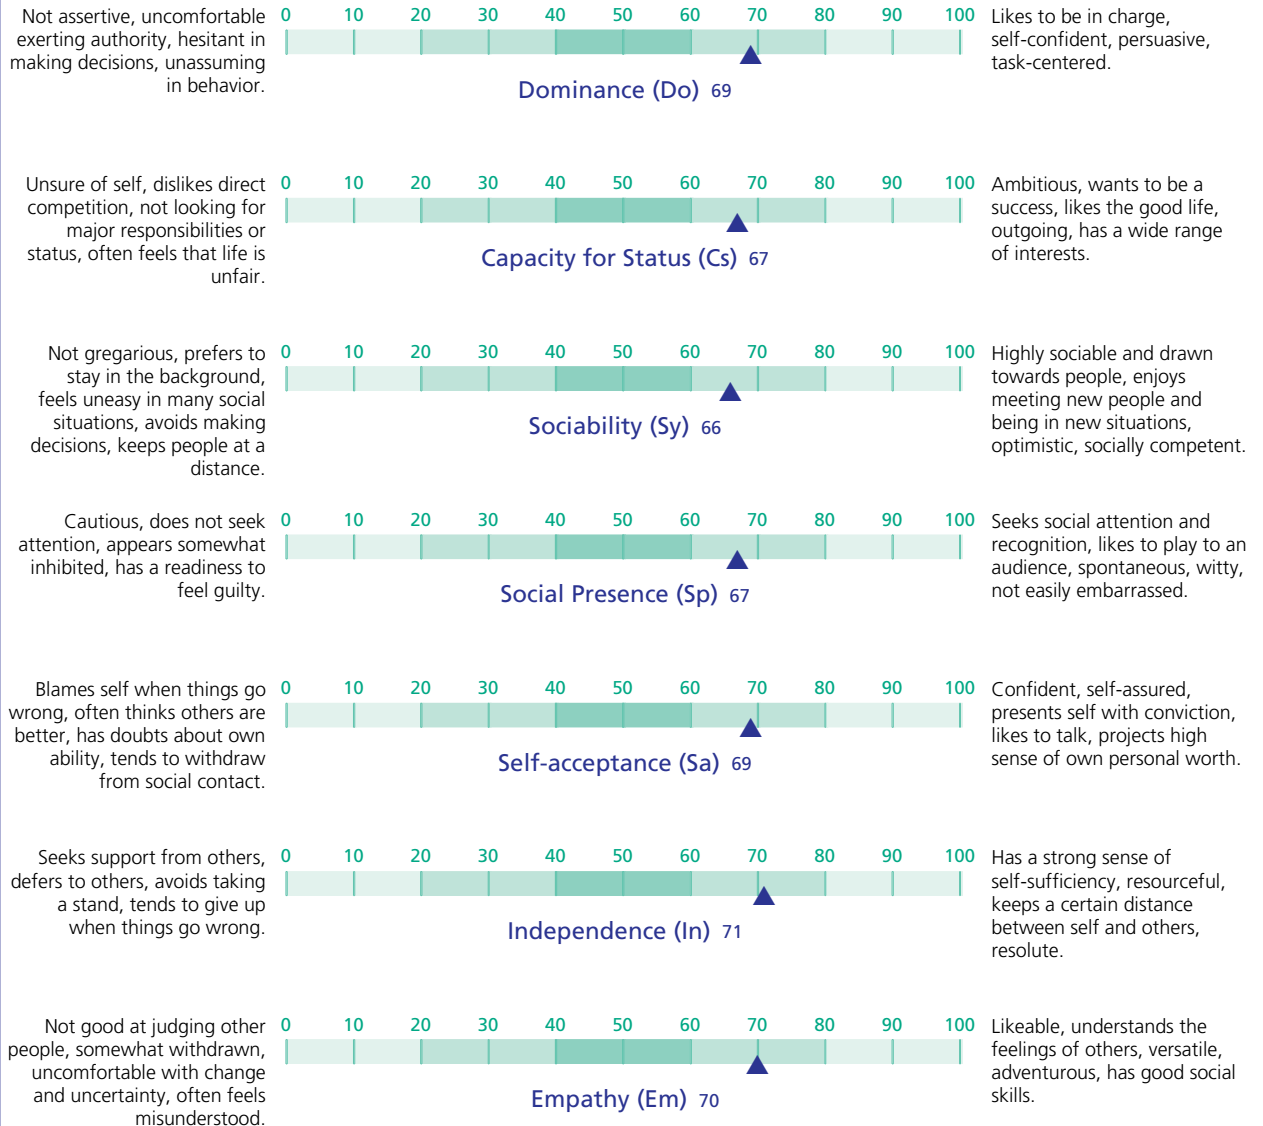 Not assertive, uncomfortable
exerting authority, hesitant in
making decisions, unassuming
in behavior.
0 10 20 30 40 50 60 70 80 90 100
Dominance (Do) 69
Likes to be in charge,
self-confident, persuasive,
task-centered.
Unsure of self, dislikes direct
competition, not looking for
major responsibilities or
status, often feels that life is
unfair.
0 10 20 30 40 50 60 70 80 90 100
Capacity for Status (Cs) 67
Ambitious, wants to be a
success, likes the good life,
outgoing, has a wide range
of interests.
Not gregarious, prefers to
stay in the background,
feels uneasy in many social
situations, avoids making
decisions, keeps people at a
distance.
0 10 20 30 40 50 60 70 80 90 100
Sociability (Sy) 66
Highly sociable and drawn
towards people, enjoys
meeting new people and
being in new situations,
optimistic, socially competent.
Cautious, does not seek
attention, appears somewhat
inhibited, has a readiness to
feel guilty.
0 10 20 30 40 50 60 70 80 90 100
Social Presence (Sp) 67
Seeks social attention and
recognition, likes to play to an
audience, spontaneous, witty,
not easily embarrassed.
Blames self when things go
wrong, often thinks others are
better, has doubts about own
ability, tends to withdraw
from social contact.
0 10 20 30 40 50 60 70 80 90 100
Self-acceptance (Sa) 69
Confident, self-assured,
presents self with conviction,
likes to talk, projects high
sense of own personal worth.
Seeks support from others,
defers to others, avoids taking
a stand, tends to give up
when things go wrong.
0 10 20 30 40 50 60 70 80 90 100
Independence (In) 71
Has a strong sense of
self-sufficiency, resourceful,
keeps a certain distance
between self and others,
resolute.
Not good at judging other
people, somewhat withdrawn,
uncomfortable with change
and uncertainty, often feels
misunderstood.
0 10 20 30 40 50 60 70 80 90 100
Empathy (Em) 70
Likeable, understands the
feelings of others, versatile,
adventurous, has good social
skills.